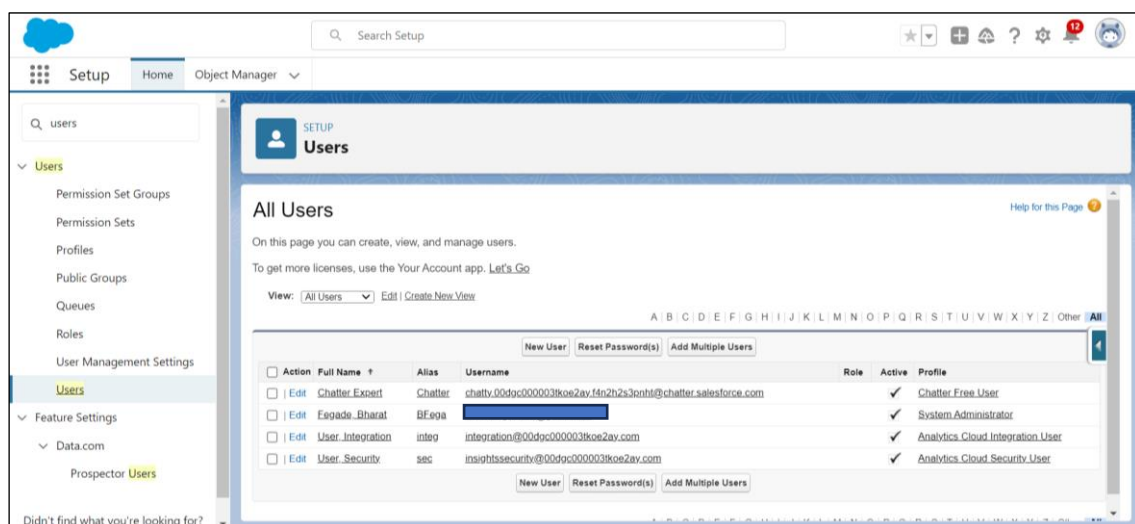 Search Setup
12
Setup Home Object Manager
users
Users
Permission Set Groups
Permission Sets
Profiles
Public Groups
Queues
Roles
User Management Settings
Users
Feature Settings
Data.com
Prospector Users
Didn't find what you're looking for?
SETUP
Users
All Users
Help for this Page ?
On this page you can create, view, and manage users.
To get more licenses, use the Your Account app. Let's Go
View: All Users Edit | Create New View
A | B | C | D | E | F | G | H | I | J | K | L | M | N | O | P | Q | R | S | T | U | V | W | X | Y | Z | Other All
New User Reset Password(s) Add Multiple Users
Action Full Name ↑ Alias Username Role Active Profile
| Edit Chatter Expert Chatter chatty.00dgc000003tkoe2ay.f4n2h2s3pnht@chatter.salesforce.com ✓ Chatter Free User
| Edit Fegade, Bharat BFega ✓ System Administrator
| Edit User, Integration integ integration@00dgc000003tkoe2ay.com ✓ Analytics Cloud Integration User
| Edit User, Security sec insightssecurity@00dgc000003tkoe2ay.com ✓ Analytics Cloud Security User
New User Reset Password(s) Add Multiple Users